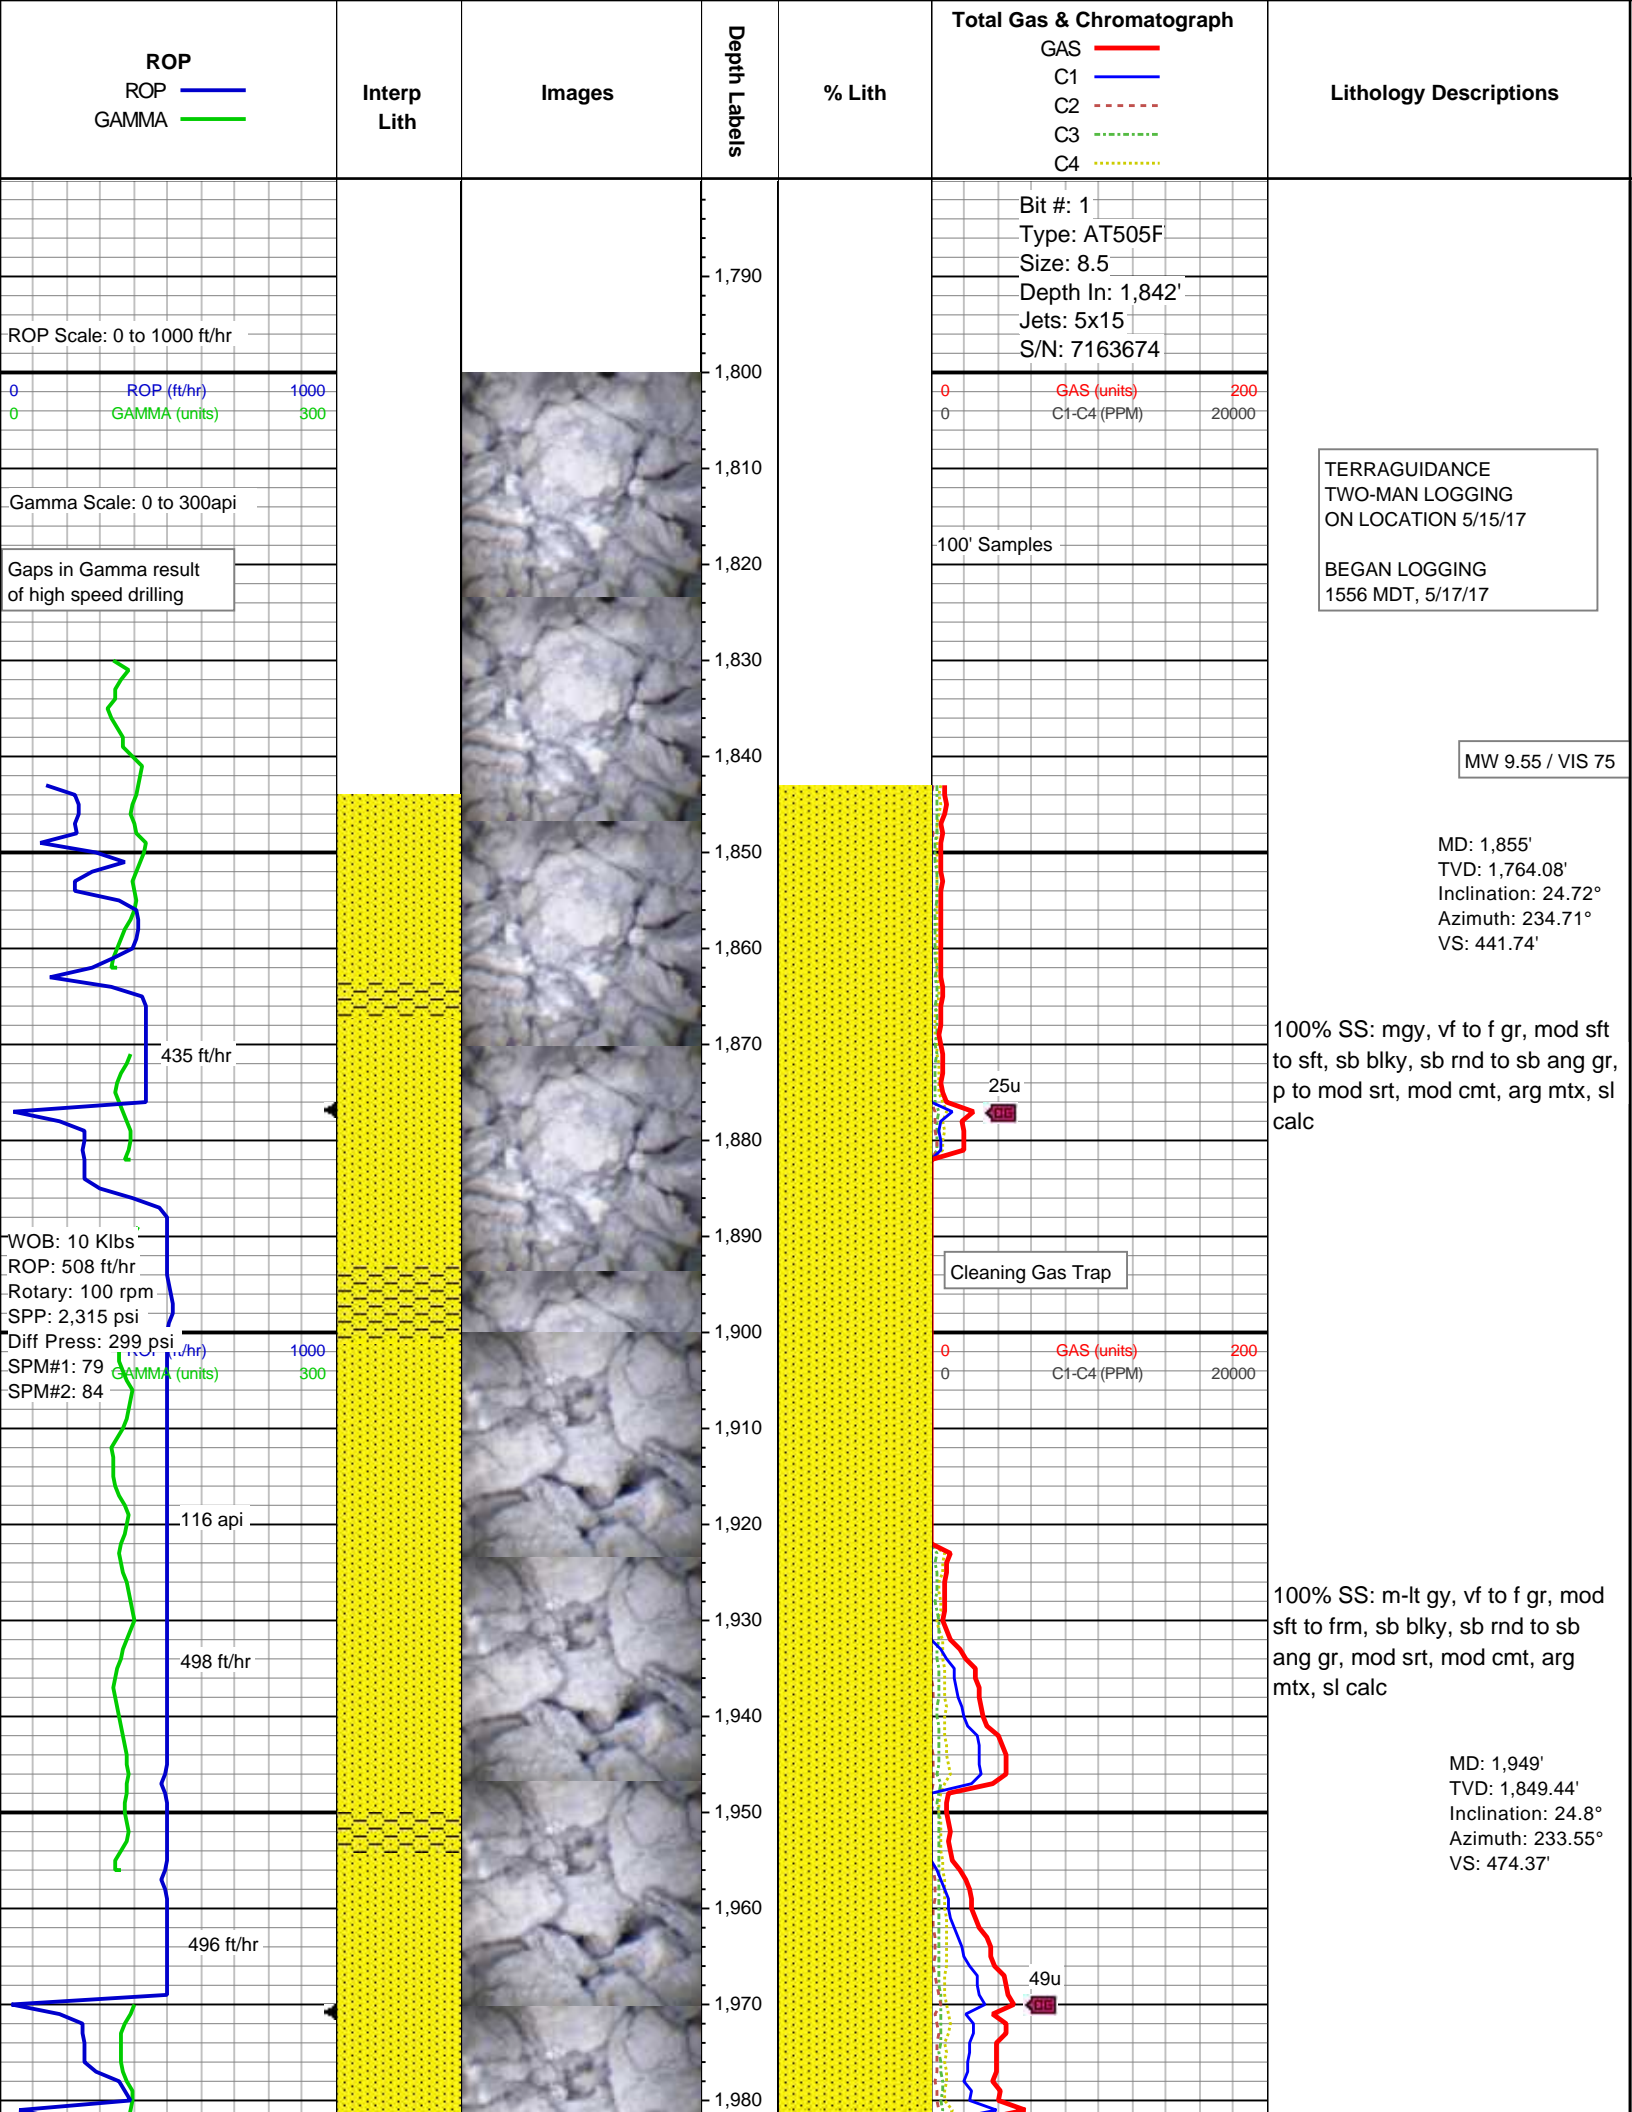 ROP
ROP
GAMMA
Interp
Lith
Images
Depth Labels
% Lith
Total Gas & Chromatograph
GAS
C1
C2
C3
C4
Lithology Descriptions
Bit #: 1
Type: AT505F
Size: 8.5
Depth In: 1,842'
Jets: 5x15
S/N: 7163674
1,790
ROP Scale: 0 to 1000 ft/hr
1,800
0 ROP (ft/hr) 1000
0 GAMMA (units) 300
0 GAS (units) 200
0 C1-C4 (PPM) 20000
1,810
TERRAGUIDANCE
TWO-MAN LOGGING
ON LOCATION 5/15/17
BEGAN LOGGING
1556 MDT, 5/17/17
Gamma Scale: 0 to 300api
100' Samples
1,820
Gaps in Gamma result
of high speed drilling
1,830
1,840
MW 9.55 / VIS 75
1,850
MD: 1,855'
TVD: 1,764.08'
Inclination: 24.72°
Azimuth: 234.71°
VS: 441.74'
1,860
1,870
435 ft/hr
100% SS: mgy, vf to f gr, mod sft
to sft, sb blky, sb rnd to sb ang gr,
p to mod srt, mod cmt, arg mtx, sl
calc
25u
DG
1,880
1,890
WOB: 10 Klbs
ROP: 508 ft/hr
Rotary: 100 rpm
SPP: 2,315 psi
Diff Press: 299 psi
SPM#1: 79
SPM#2: 84
Cleaning Gas Trap
1,900
ROP (ft/hr) 1000
GAMMA (units) 300
0 GAS (units) 200
0 C1-C4 (PPM) 20000
1,910
116 api
1,920
1,930
100% SS: m-lt gy, vf to f gr, mod
sft to frm, sb blky, sb rnd to sb
ang gr, mod srt, mod cmt, arg
mtx, sl calc
498 ft/hr
1,940
1,950
MD: 1,949'
TVD: 1,849.44'
Inclination: 24.8°
Azimuth: 233.55°
VS: 474.37'
1,960
496 ft/hr
49u
DG
1,970
1,980